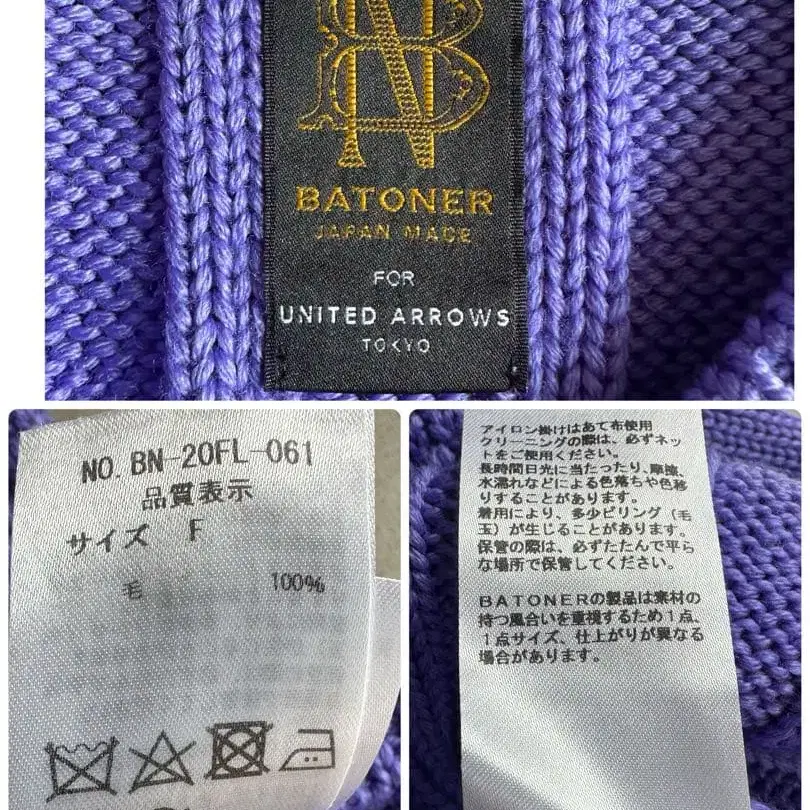 BATONER
JAPAN MADE
FOR
UNITED ARROWS
TOKYO
NO. BN-20FL-061
品質表示
サイズ F
毛 100%
アイロン掛けはあて布使用
クリーニングの際は、必ずネッ
トをご使用ください。
長時間日光に当たったり、摩擦、
水濡れなどによる色落ちや色移
りすることがあります。
着用により、多少ピリング（毛
玉）が生じることがあります。
保管の際は、必ずたたんで平ら
な場所で保管してください。
BATONERの製品は素材の
持つ風合いを重視するため1点、
1点サイズ、仕上がりが異なる
場合があります。